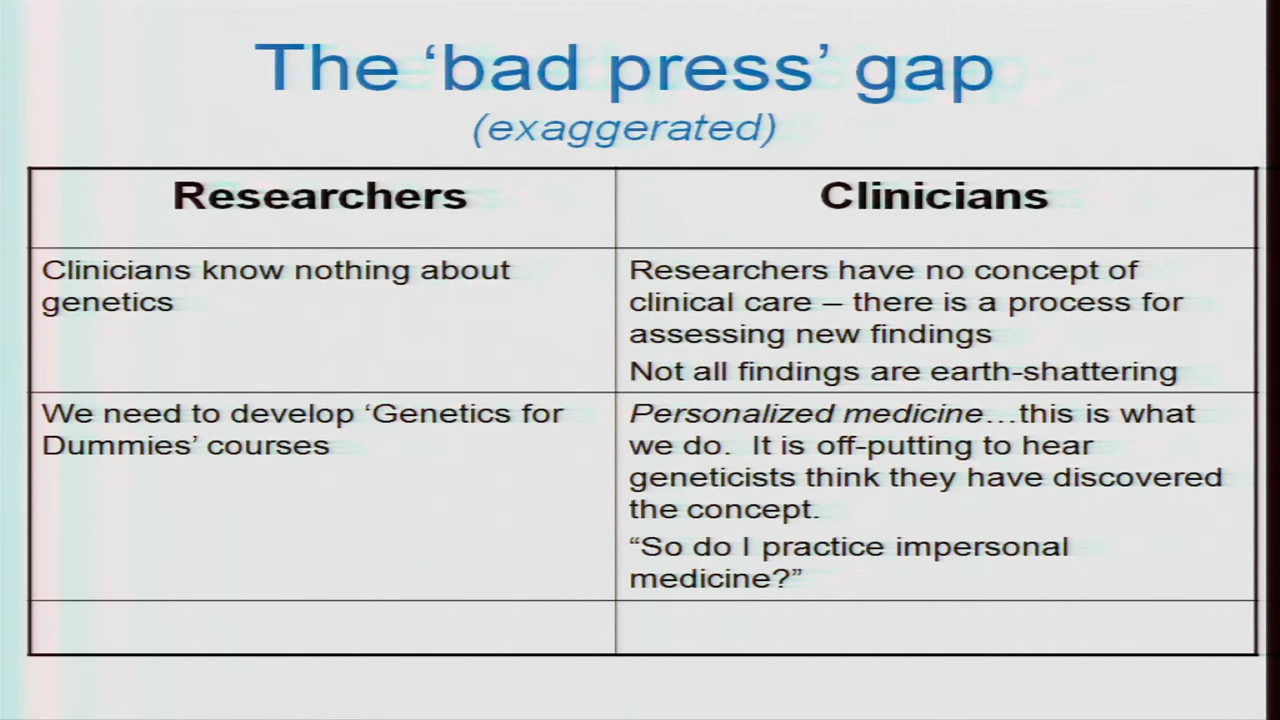 The ‘bad press’ gap
(exaggerated)
Researchers
Clinicians
Clinicians know nothing about
genetics
Researchers have no concept of
clinical care – there is a process for
assessing new findings
Not all findings are earth-shattering
We need to develop ‘Genetics for
Dummies’ courses
Personalized medicine…this is what
we do.  It is off-putting to hear
geneticists think they have discovered
the concept.
“So do I practice impersonal
medicine?”